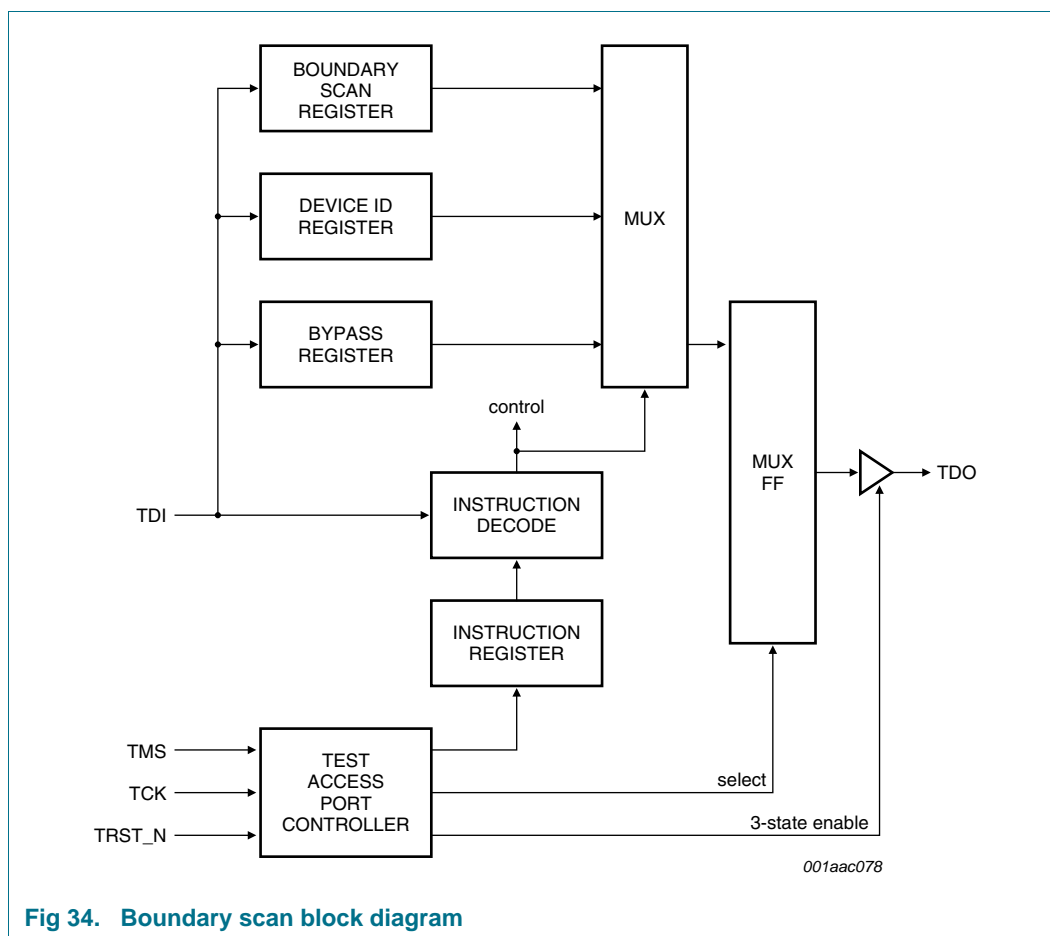 BOUNDARY
SCAN
REGISTER
DEVICE ID
REGISTER
MUX
BYPASS
REGISTER
control
MUX
FF
TDO
TDI
INSTRUCTION
DECODE
INSTRUCTION
REGISTER
TMS
TCK
TRST_N
TEST
ACCESS
PORT
CONTROLLER
select
3-state enable
001aac078
Fig 34. Boundary scan block diagram